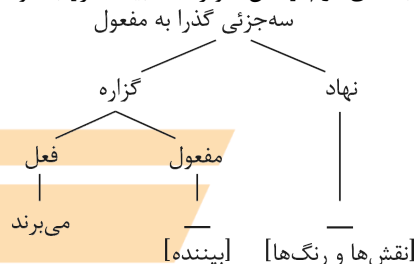 سه‌جزئی گذرا به مفعول
نهاد گزاره
مفعول فعل
می‌برند
[نقش‌ها و رنگ‌ها] [بیننده]